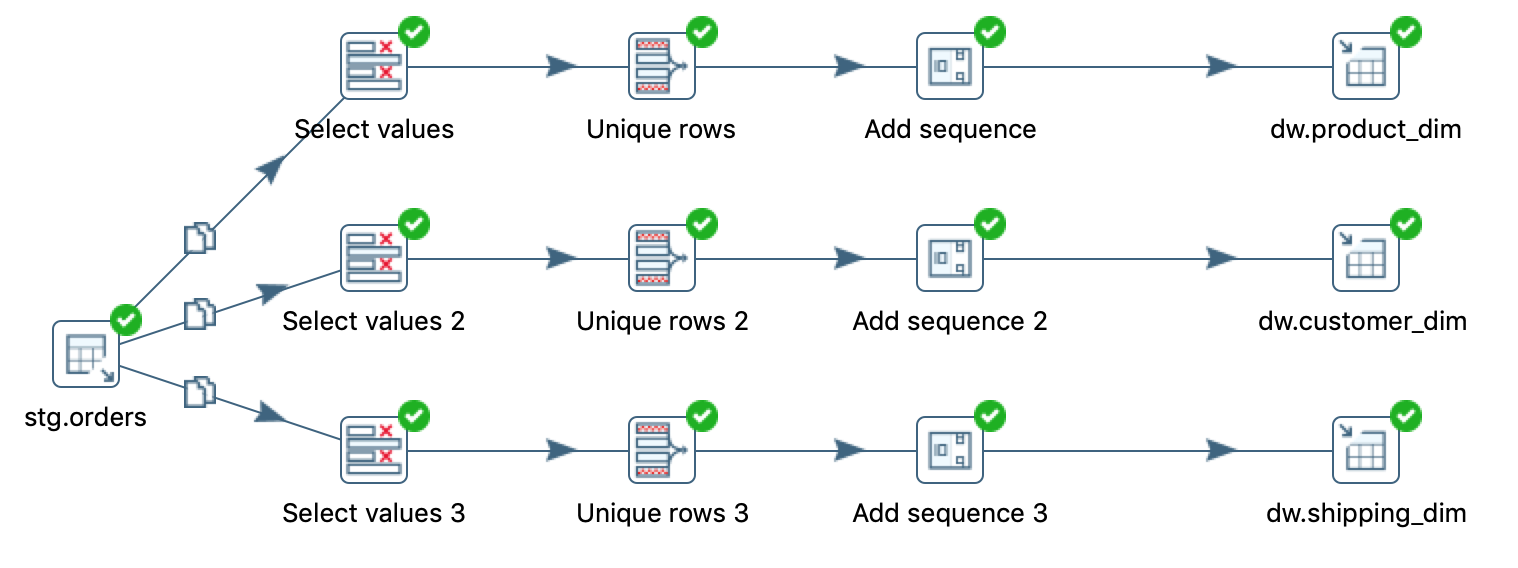 Select values
Unique rows
Add sequence
dw.product_dim
Select values 2
Unique rows 2
Add sequence 2
dw.customer_dim
stg.orders
Select values 3
Unique rows 3
Add sequence 3
dw.shipping_dim